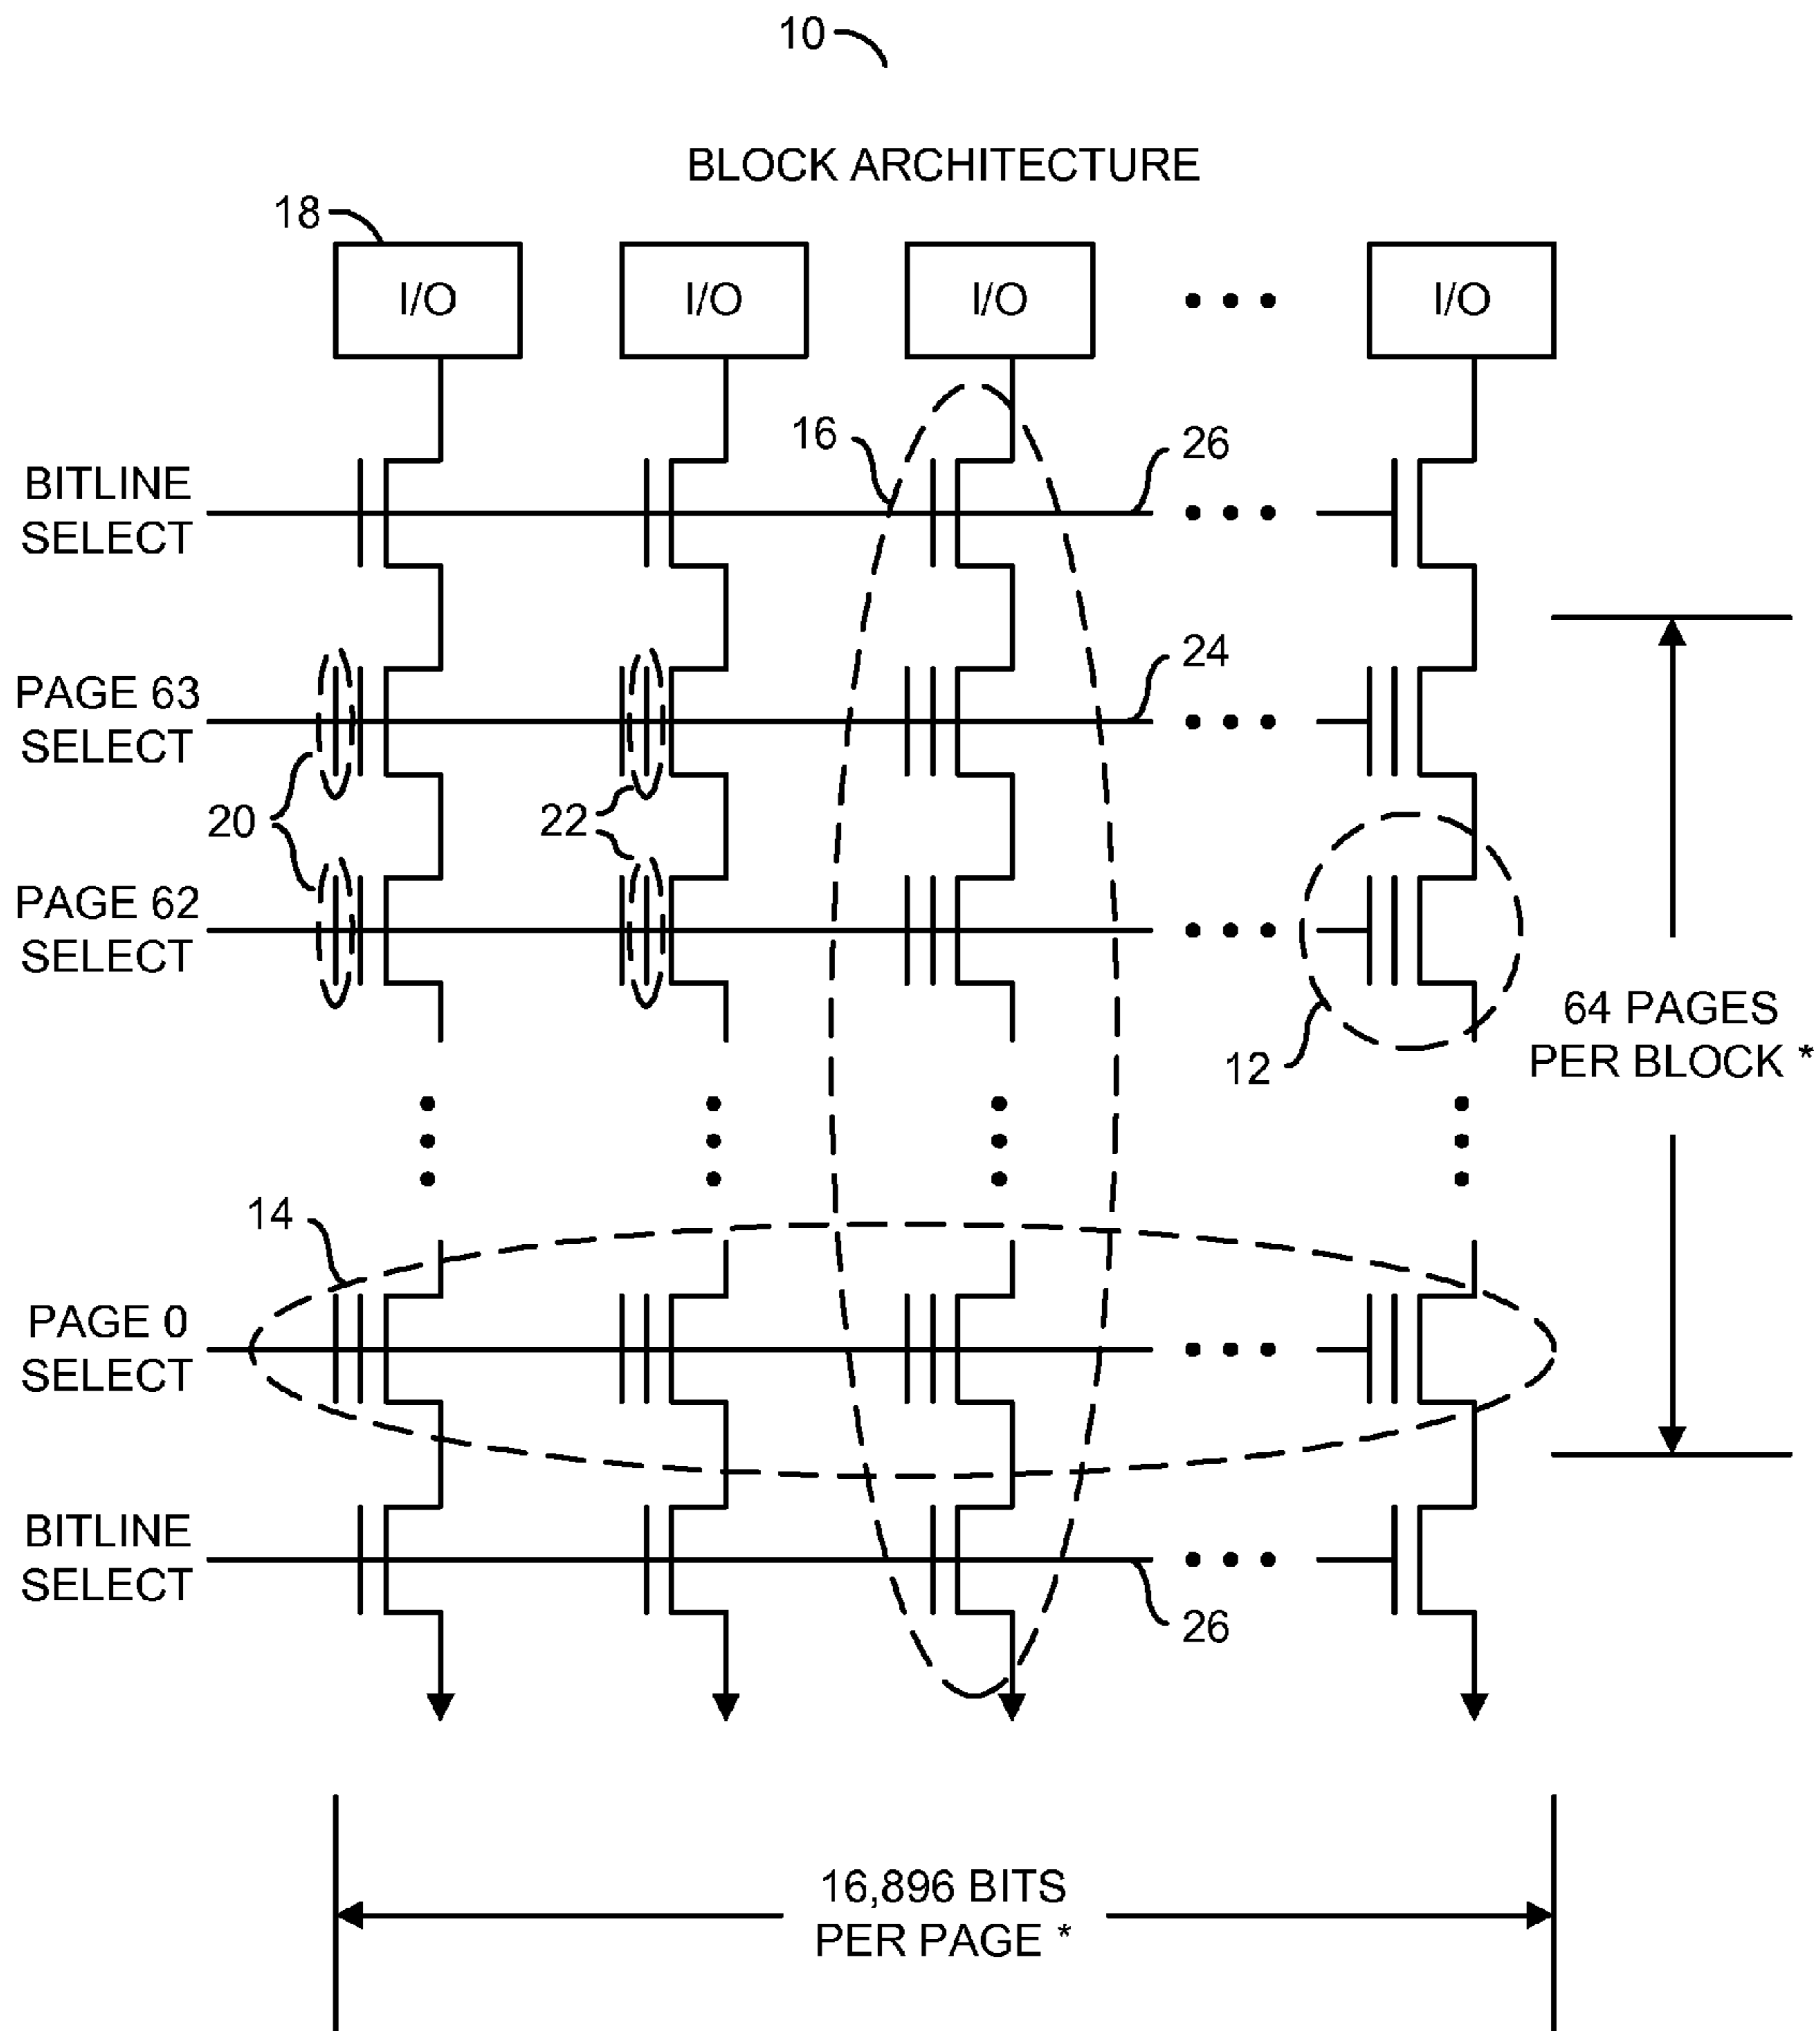 10
BLOCK ARCHITECTURE
18
I/O
I/O
I/O
I/O
16
26
BITLINE
SELECT
24
PAGE 63
SELECT
20
22
PAGE 62
SELECT
12
64 PAGES
PER BLOCK *
14
PAGE 0
SELECT
BITLINE
SELECT
26
16,896 BITS
PER PAGE *